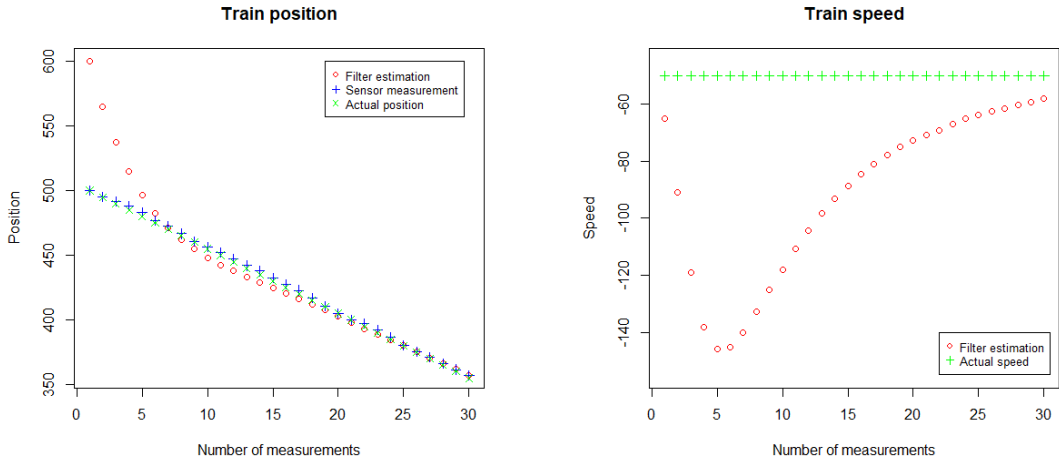 Train position
600
550
500
450
400
350
Position
Filter estimation
Sensor measurement
Actual position
0 5 10 15 20 25 30
Number of measurements
Train speed
-60
-80
-100
-120
-140
Speed
Filter estimation
Actual speed
0 5 10 15 20 25 30
Number of measurements